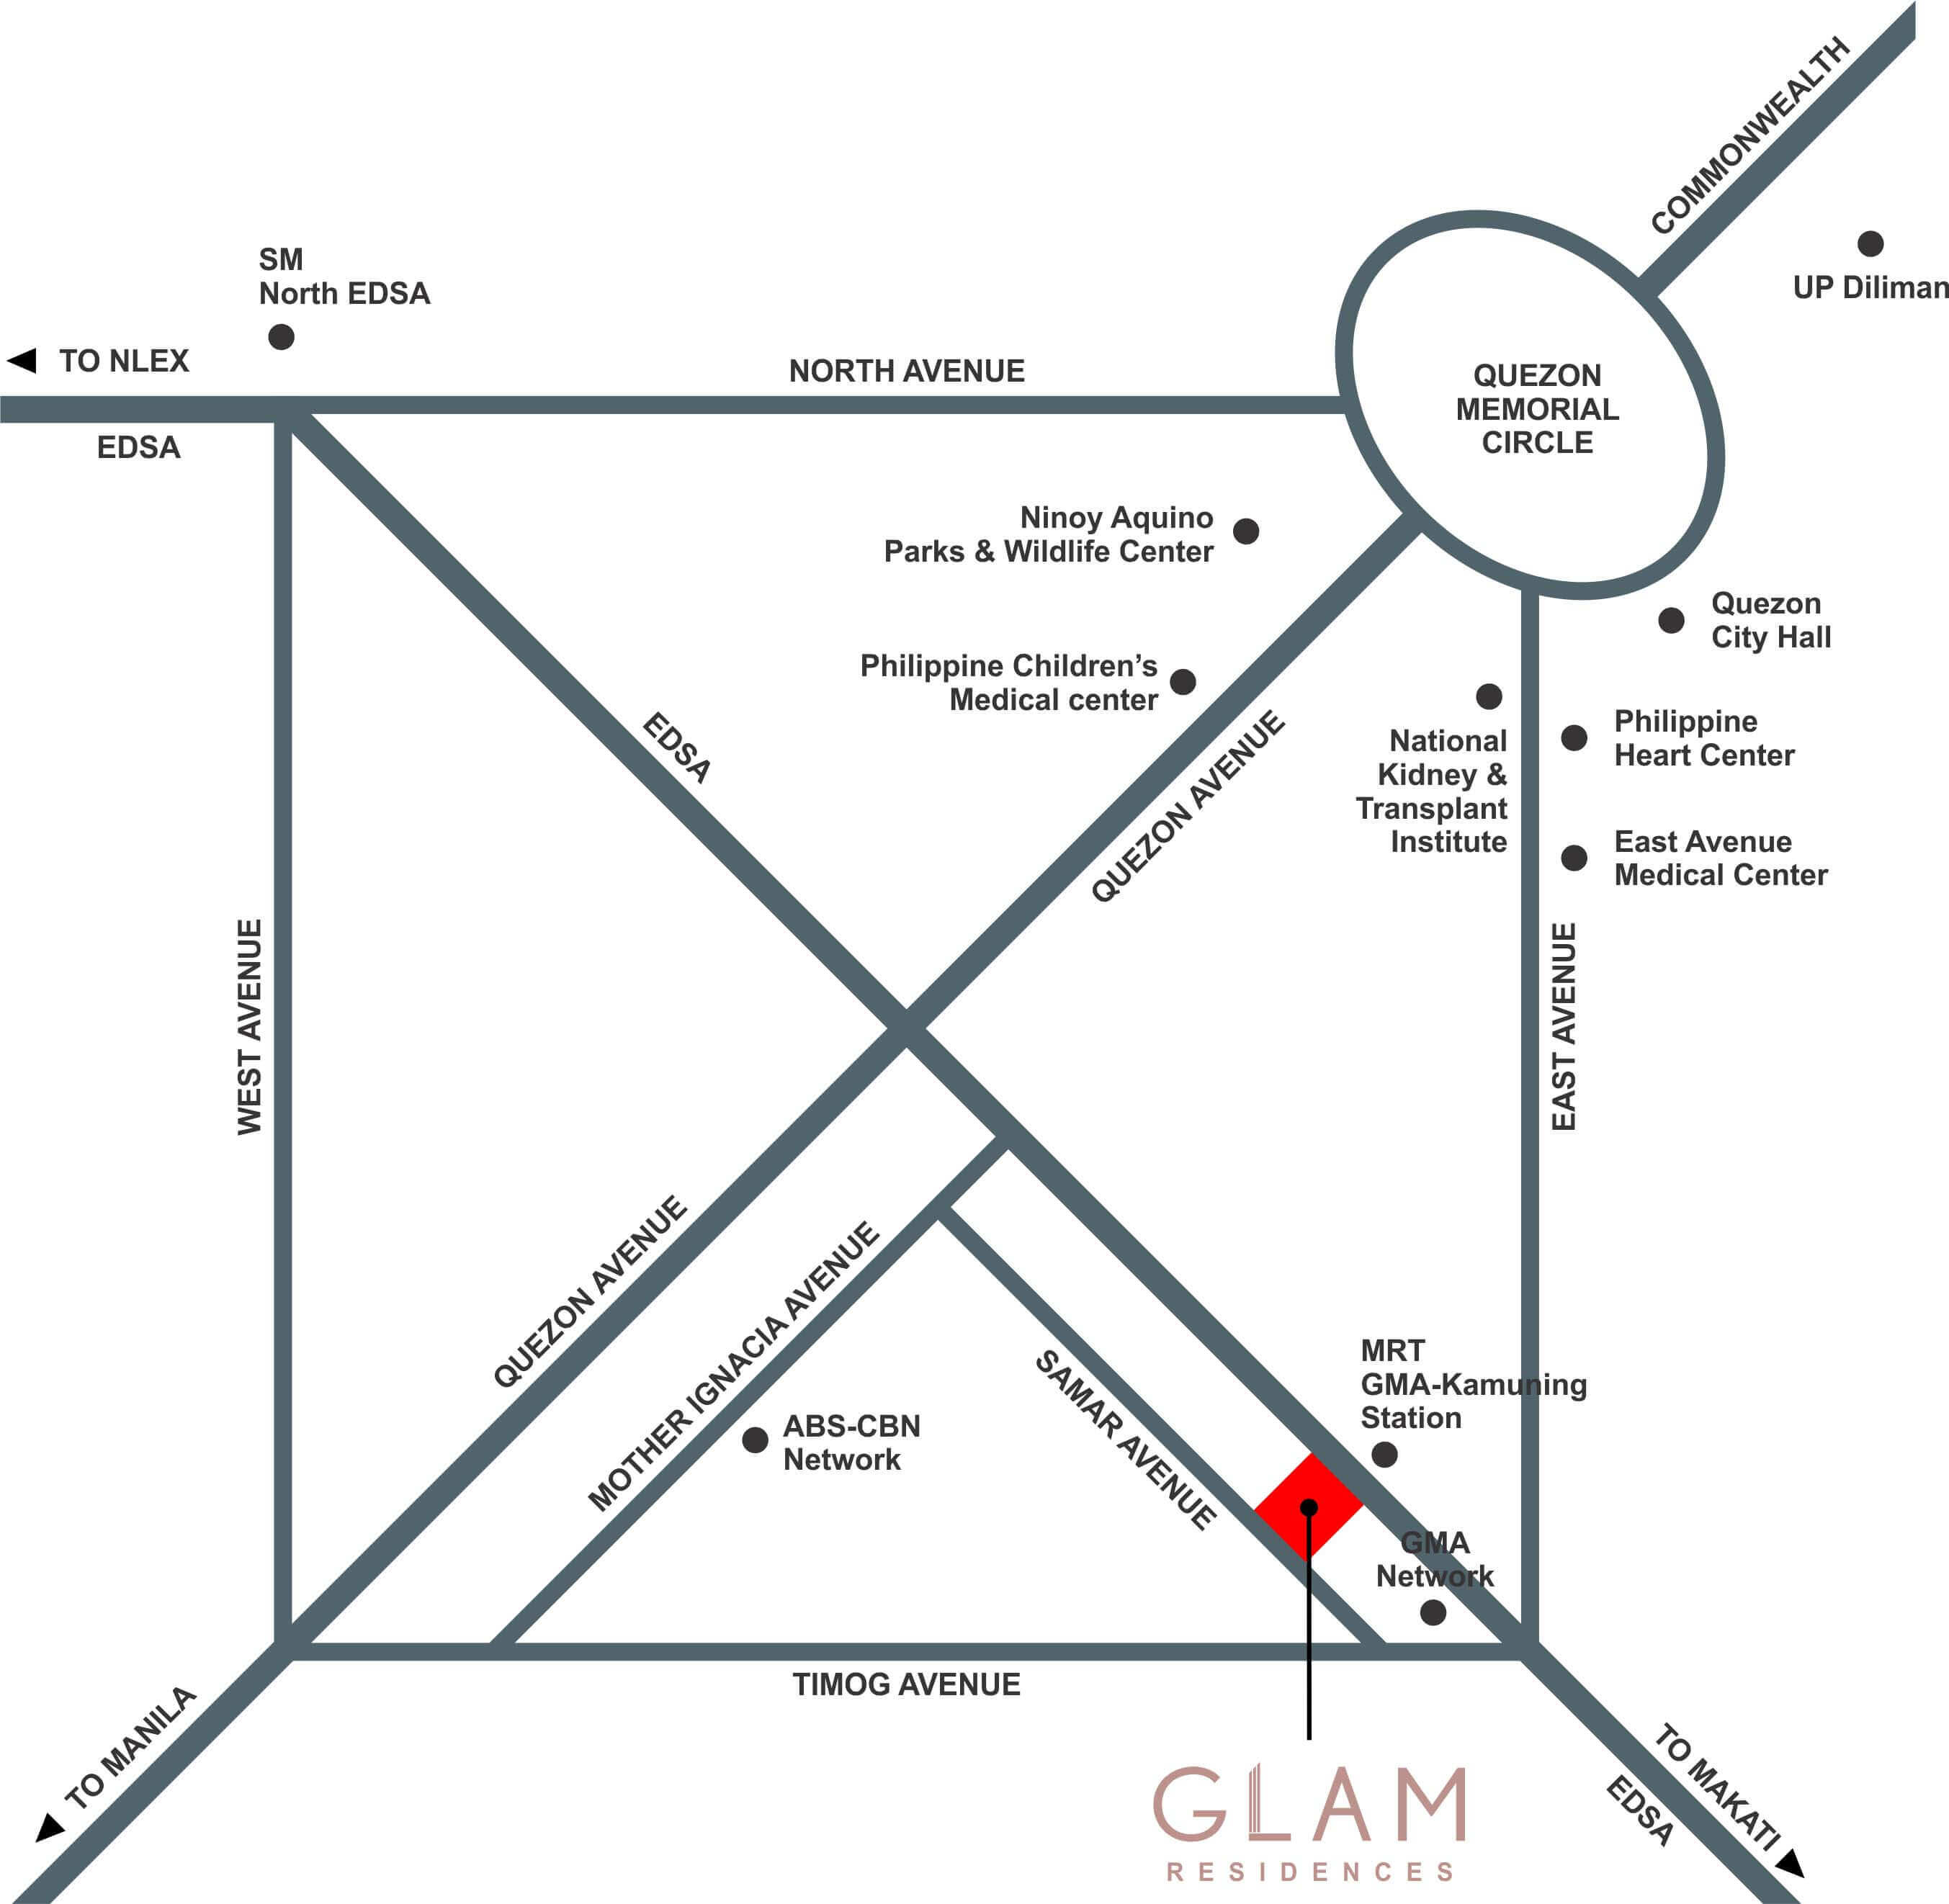 COMMONWEALTH
SM
North EDSA
UP Diliman
TO NLEX
NORTH AVENUE
QUEZON
MEMORIAL
CIRCLE
EDSA
Ninoy Aquino
Parks & Wildlife Center
Quezon
City Hall
Philippine Children’s
Medical center
EDSA
QUEZON AVENUE
National
Kidney &
Transplant
Institute
Philippine
Heart Center
East Avenue
Medical Center
WEST AVENUE
EAST AVENUE
QUEZON AVENUE
MOTHER IGNACIA AVENUE
SAMAR AVENUE
MRT
GMA-Kamuning
Station
ABS-CBN
Network
GMA
Network
TIMOG AVENUE
TO MANILA
TO MAKATI
EDSA
GLAM
RESIDENCES